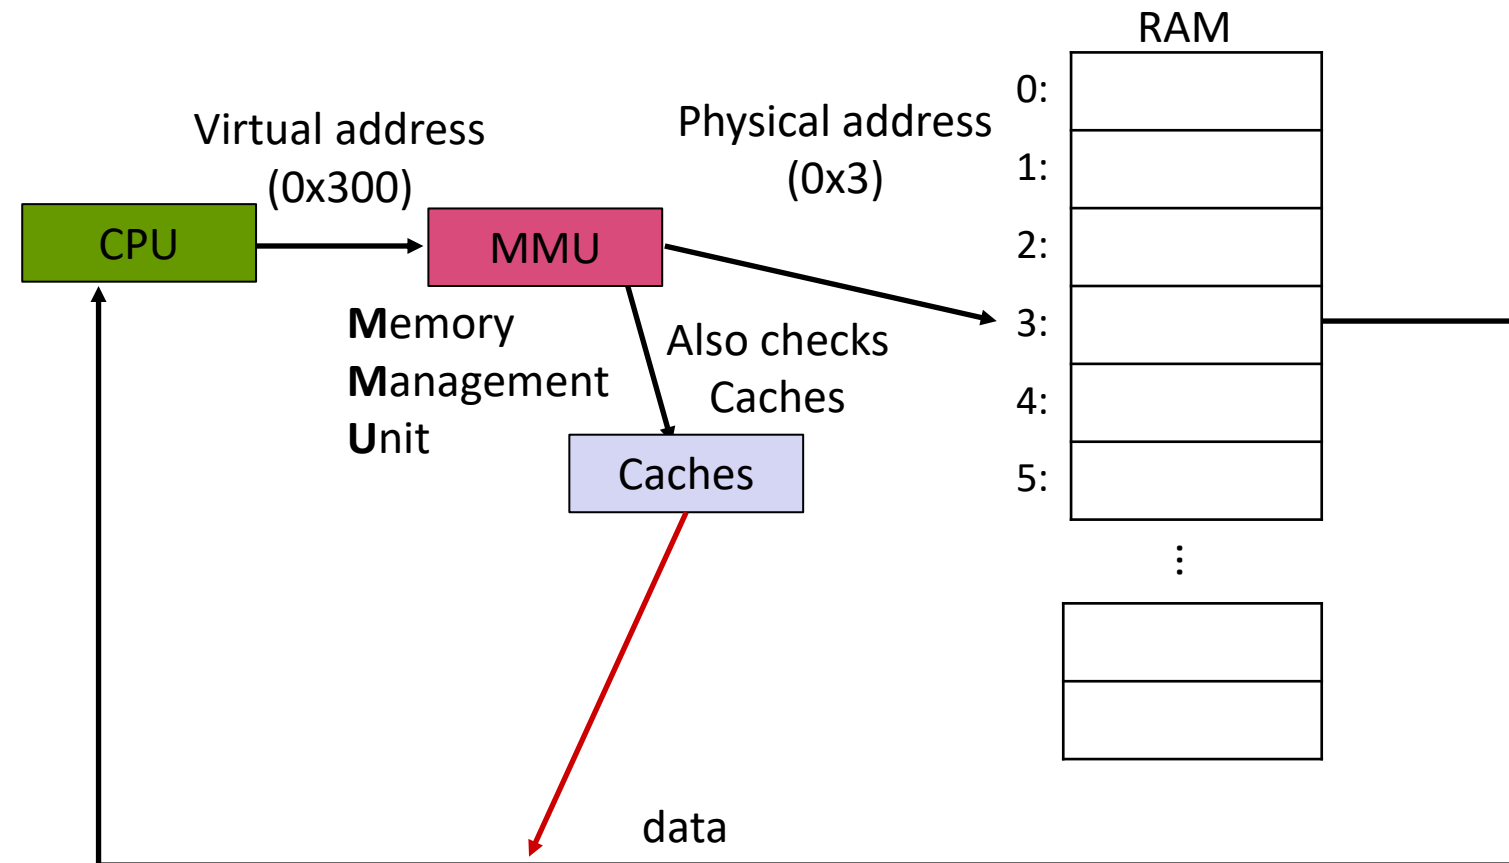 RAM
0:
Virtual address
(0x300)
Physical address
(0x3)
1:
CPU
MMU
2:
Memory
Management
Unit
Also checks
Caches
3:
4:
Caches
5:
...
data